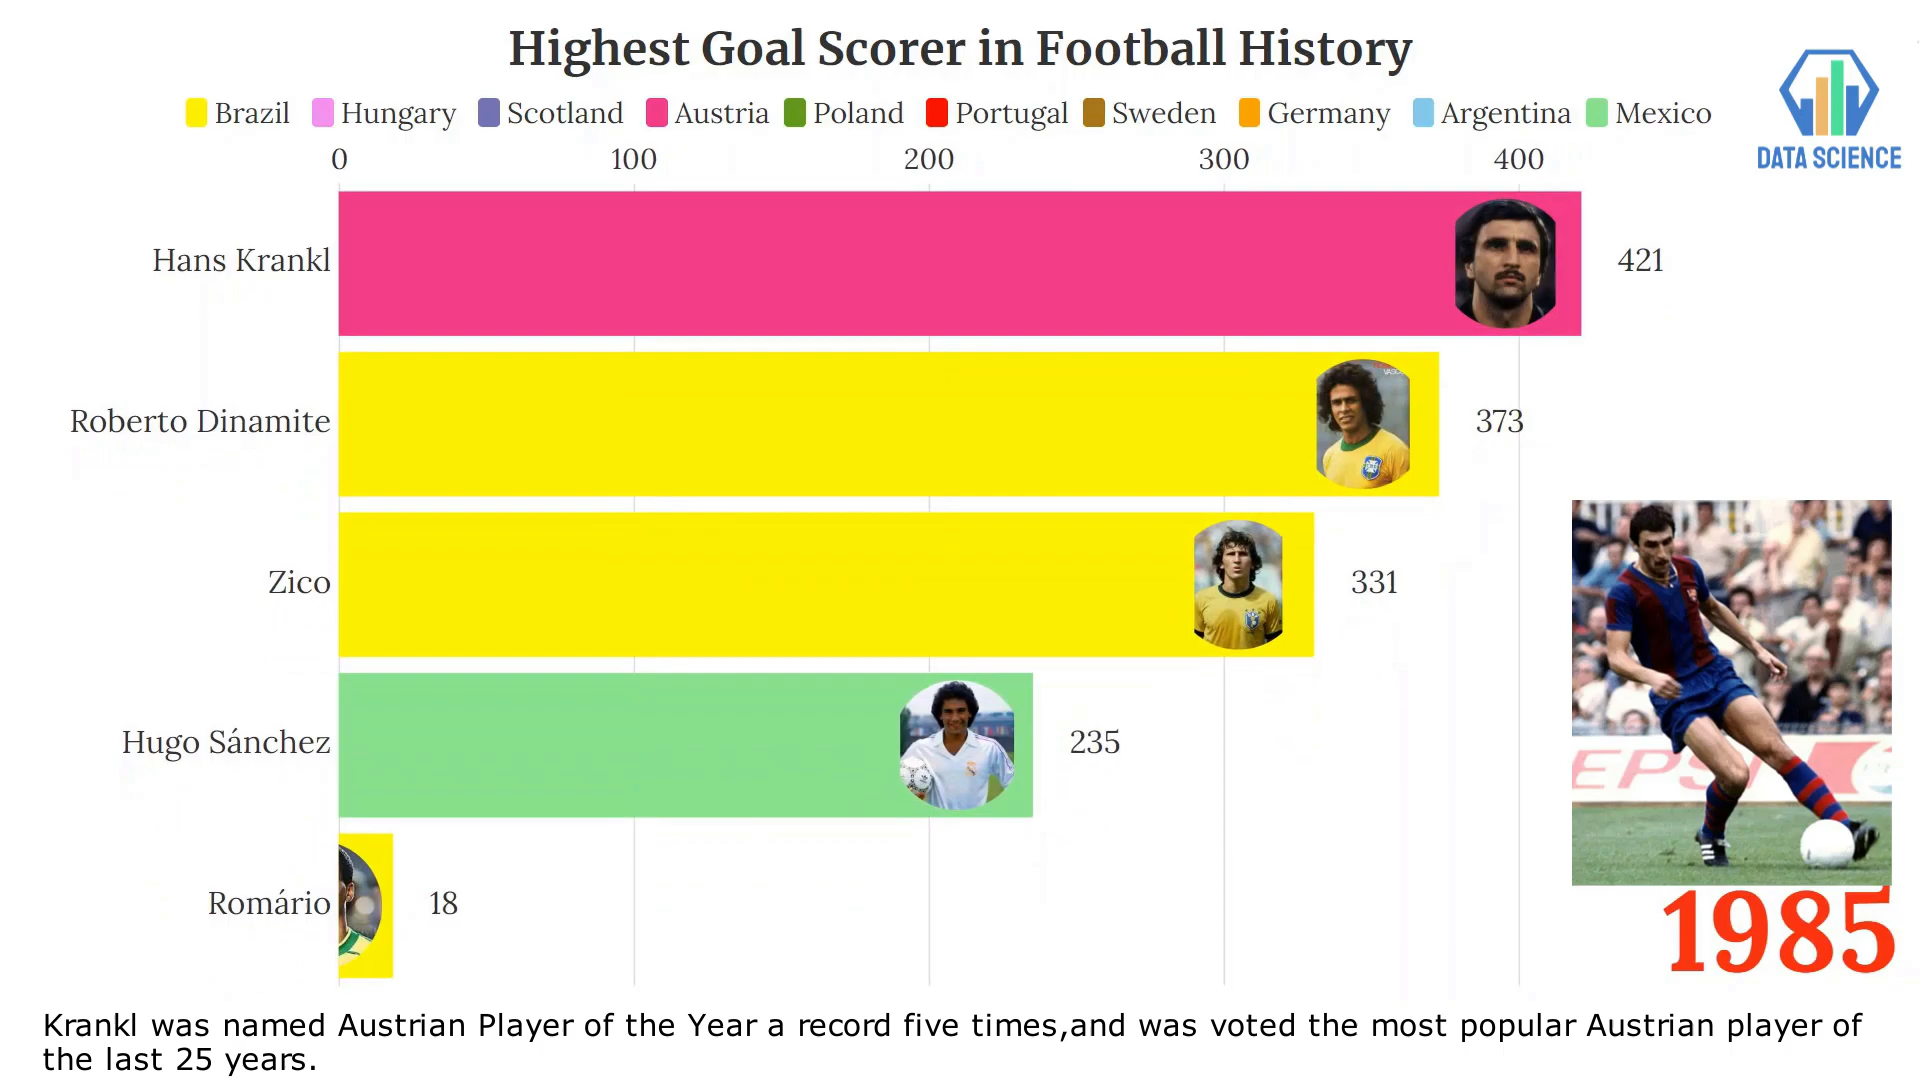 Highest Goal Scorer in Football History
Brazil Hungary Scotland Austria Poland Portugal Sweden Germany Argentina Mexico
DATA SCIENCE
0 100 200 300 400
Hans Krankl 421
Roberto Dinamite 373
Zico 331
Hugo Sánchez 235
Romário 18
EPSI
1985
Krankl was named Austrian Player of the Year a record five times,and was voted the most popular Austrian player of
the last 25 years.